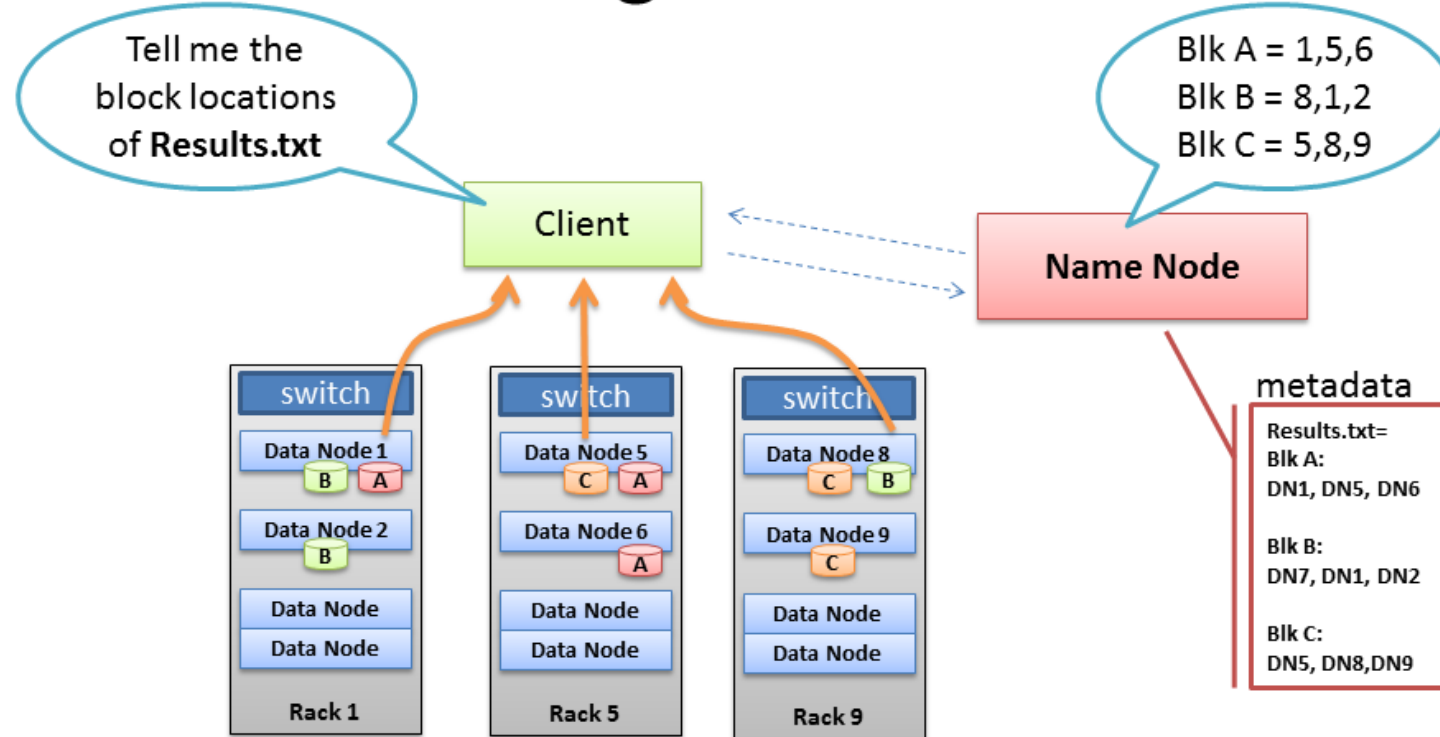 Tell me the
block locations
of Results.txt
Blk A = 1,5,6
Blk B = 8,1,2
Blk C = 5,8,9
Client
Name Node
switch
Data Node 1
B A
Data Node 2
B
Data Node
Data Node
Rack 1
switch
Data Node 5
C A
Data Node 6
A
Data Node
Data Node
Rack 5
switch
Data Node 8
C B
Data Node 9
C
Data Node
Data Node
Rack 9
metadata
Results.txt=
Blk A:
DN1, DN5, DN6
Blk B:
DN7, DN1, DN2
Blk C:
DN5, DN8,DN9